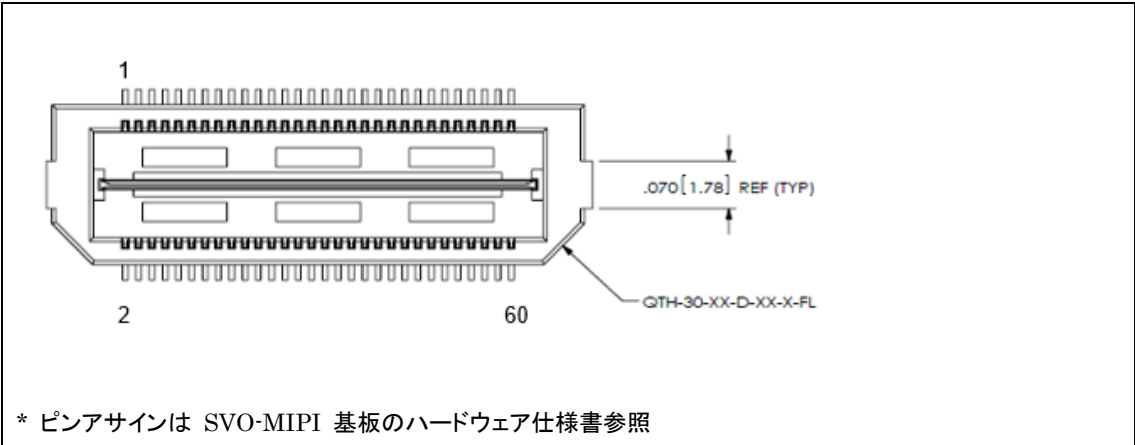 1
.070[1.78] REF (TYP)
QTH-30-XX-D-XX-X-FL
2
60
* ピンアサインは SVO-MIPI 基板のハードウェア仕様書参照